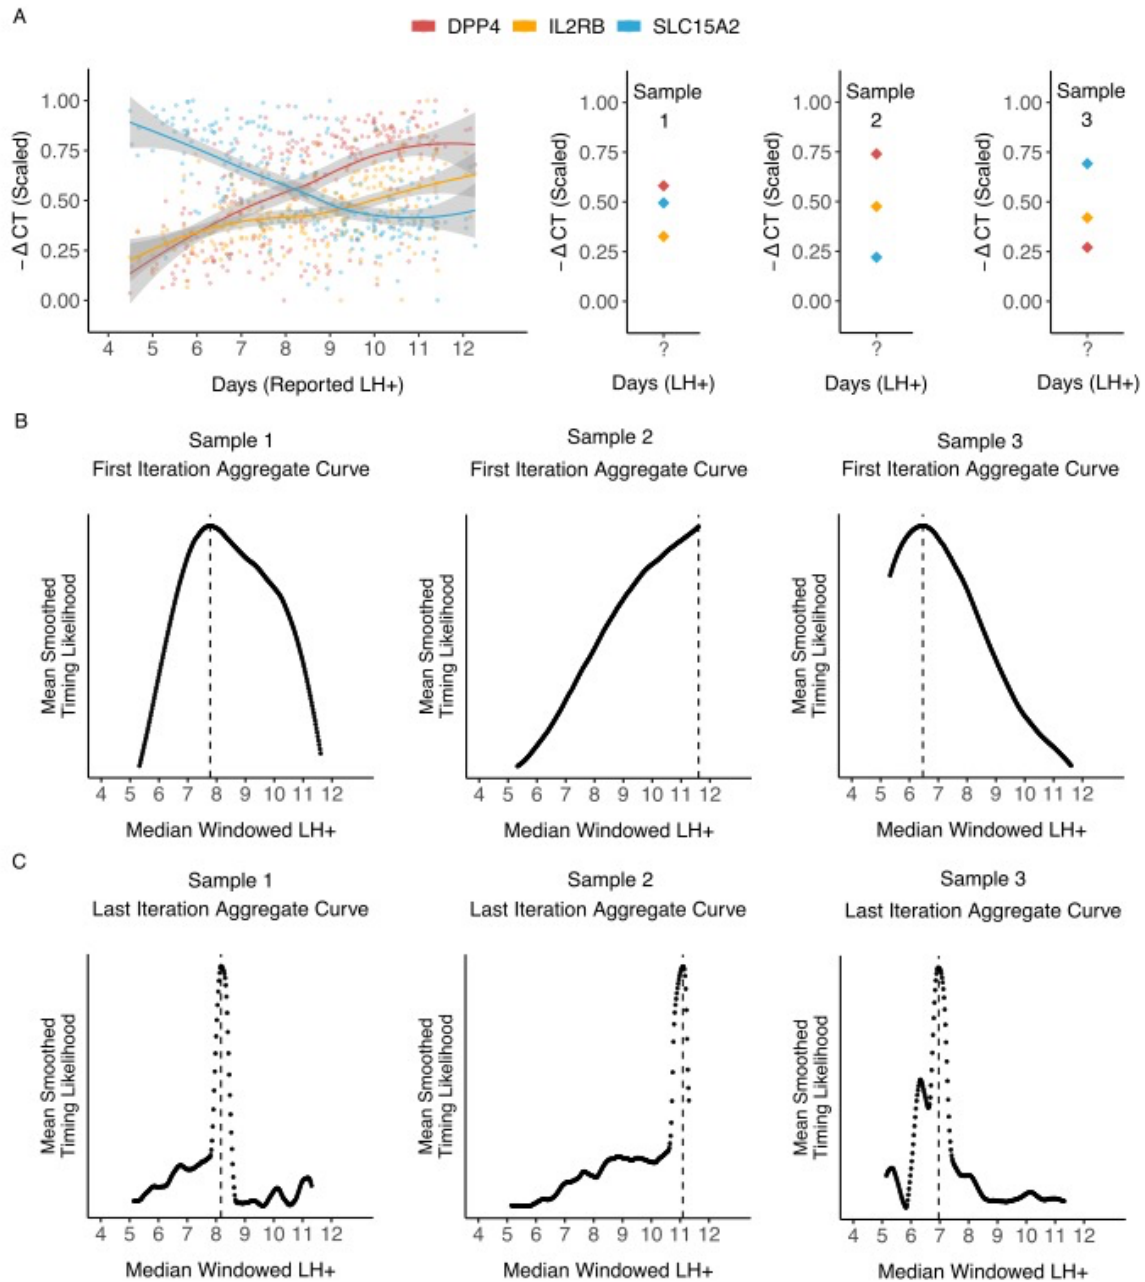 A
DPP4 IL2RB SLC15A2
−ΔCT (Scaled)
1.00
0.75
0.50
0.25
0.00
4 5 6 7 8 9 10 11 12
Days (Reported LH+)
Sample
1
−ΔCT (Scaled)
1.00
0.75
0.50
0.25
0.00
?
Days (LH+)
Sample
2
−ΔCT (Scaled)
1.00
0.75
0.50
0.25
0.00
?
Days (LH+)
Sample
3
−ΔCT (Scaled)
1.00
0.75
0.50
0.25
0.00
?
Days (LH+)
B
Sample 1
First Iteration Aggregate Curve
Mean Smoothed
Timing Likelihood
4 5 6 7 8 9 10 11 12
Median Windowed LH+
Sample 2
First Iteration Aggregate Curve
Mean Smoothed
Timing Likelihood
4 5 6 7 8 9 10 11 12
Median Windowed LH+
Sample 3
First Iteration Aggregate Curve
Mean Smoothed
Timing Likelihood
4 5 6 7 8 9 10 11 12
Median Windowed LH+
C
Sample 1
Last Iteration Aggregate Curve
Mean Smoothed
Timing Likelihood
4 5 6 7 8 9 10 11 12
Median Windowed LH+
Sample 2
Last Iteration Aggregate Curve
Mean Smoothed
Timing Likelihood
4 5 6 7 8 9 10 11 12
Median Windowed LH+
Sample 3
Last Iteration Aggregate Curve
Mean Smoothed
Timing Likelihood
4 5 6 7 8 9 10 11 12
Median Windowed LH+